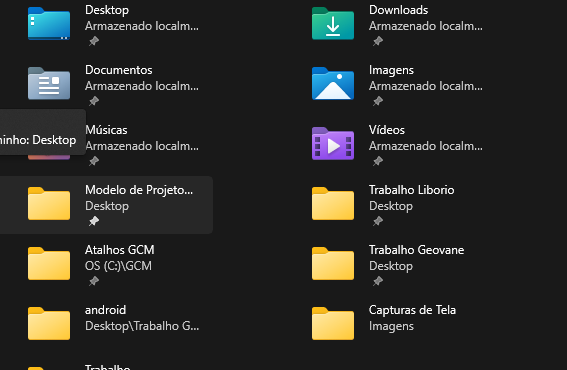 Desktop
Armazenado localm...
Downloads
Armazenado localm...
Documentos
Armazenado localm...
Imagens
Armazenado localm...
inho: Desktop
Músicas
Armazenado localm...
Vídeos
Armazenado localm...
Modelo de Projeto...
Desktop
Trabalho Liborio
Desktop
Atalhos GCM
OS (C:)\GCM
Trabalho Geovane
Desktop
android
Desktop\Trabalho G...
Capturas de Tela
Imagens
Trabalho